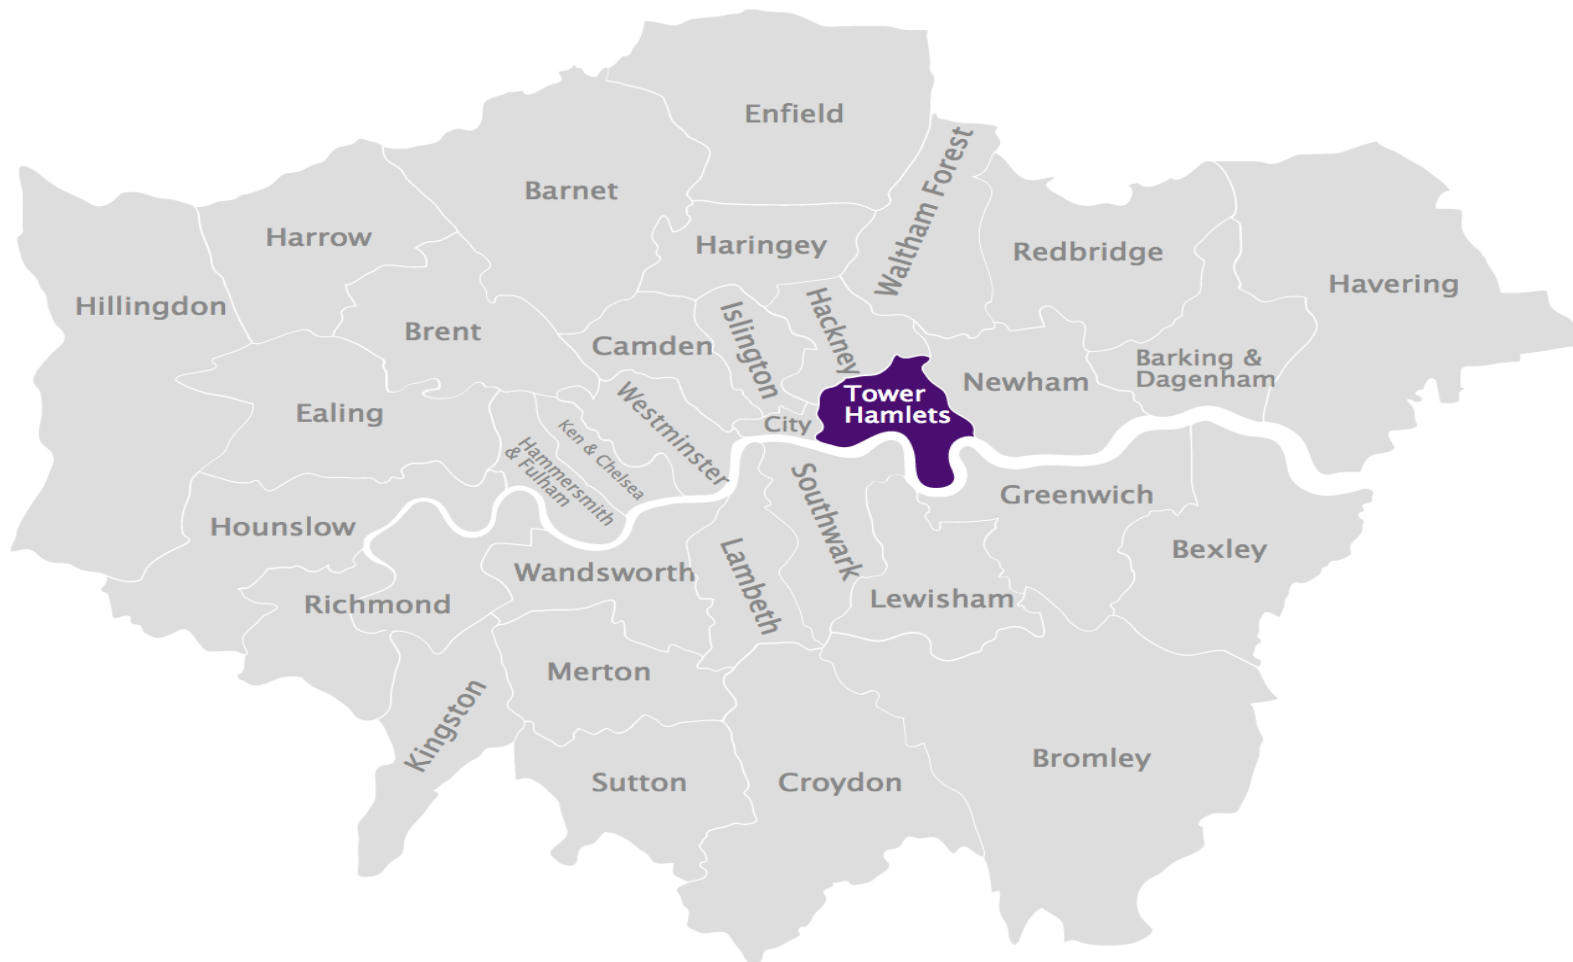 Enfield
Waltham Forest
Barnet
Harrow
Haringey
Redbridge
Havering
Hillingdon
Brent
Camden
Islington
Hackney
Barking &
Dagenham
Newham
Tower
Hamlets
Ealing
Westminster
City
Ken & Chelsea
Hammersmith
& Fulham
Southwark
Greenwich
Hounslow
Bexley
Wandsworth
Lambeth
Lewisham
Richmond
Merton
Kingston
Bromley
Sutton
Croydon